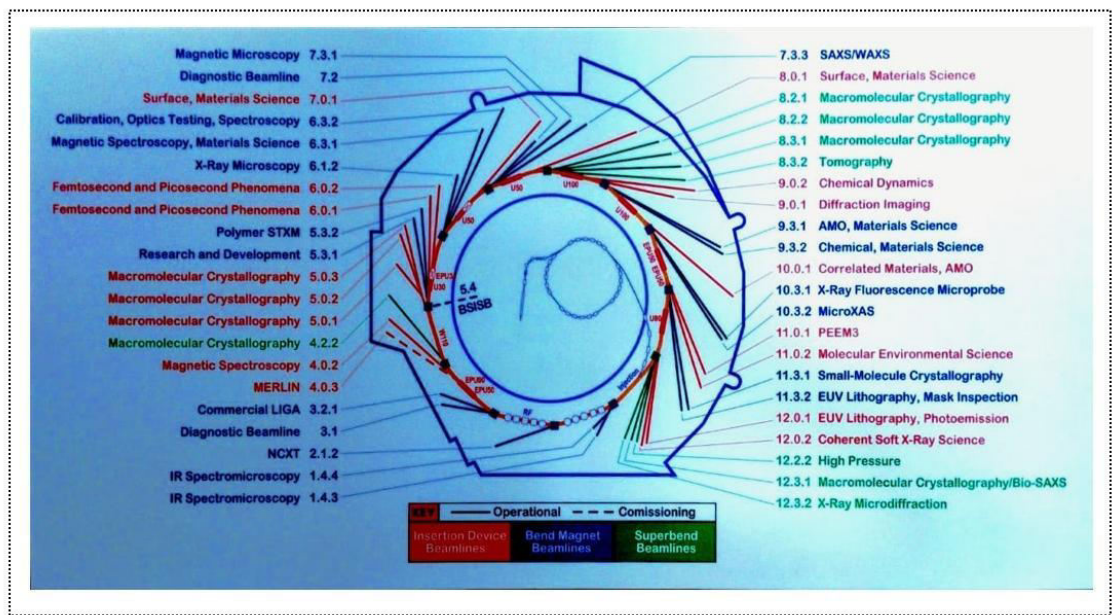 Magnetic Microscopy 7.3.1
Diagnostic Beamline 7.2
Surface, Materials Science 7.0.1
Calibration, Optics Testing, Spectroscopy 6.3.2
Magnetic Spectroscopy, Materials Science 6.3.1
X-Ray Microscopy 6.1.2
Femtosecond and Picosecond Phenomena 6.0.2
Femtosecond and Picosecond Phenomena 6.0.1
Polymer STXM 5.3.2
Research and Development 5.3.1
Macromolecular Crystallography 5.0.3
Macromolecular Crystallography 5.0.2
Macromolecular Crystallography 5.0.1
Macromolecular Crystallography 4.2.2
Magnetic Spectroscopy 4.0.2
MERLIN 4.0.3
Commercial LIGA 3.2.1
Diagnostic Beamline 3.1
NCXT 2.1.2
IR Spectromicroscopy 1.4.4
IR Spectromicroscopy 1.4.3
U50
U100
U50
U100
EPU50
EPU50
U30
5.4
BSISB
U80
W110
EPU50
RF
Injection
7.3.3 SAXS/WAXS
8.0.1 Surface, Materials Science
8.2.1 Macromolecular Crystallography
8.2.2 Macromolecular Crystallography
8.3.1 Macromolecular Crystallography
8.3.2 Tomography
9.0.2 Chemical Dynamics
9.0.1 Diffraction Imaging
9.3.1 AMO, Materials Science
9.3.2 Chemical, Materials Science
10.0.1 Correlated Materials, AMO
10.3.1 X-Ray Fluorescence Microprobe
10.3.2 MicroXAS
11.0.1 PEEM3
11.0.2 Molecular Environmental Science
11.3.1 Small-Molecule Crystallography
11.3.2 EUV Lithography, Mask Inspection
12.0.1 EUV Lithography, Photoemission
12.0.2 Coherent Soft X-Ray Science
12.2.2 High Pressure
12.3.1 Macromolecular Crystallography/Bio-SAXS
12.3.2 X-Ray Microdiffraction
KEY Operational Comissioning
Insertion Device Beamlines
Bend Magnet Beamlines
Superbend Beamlines